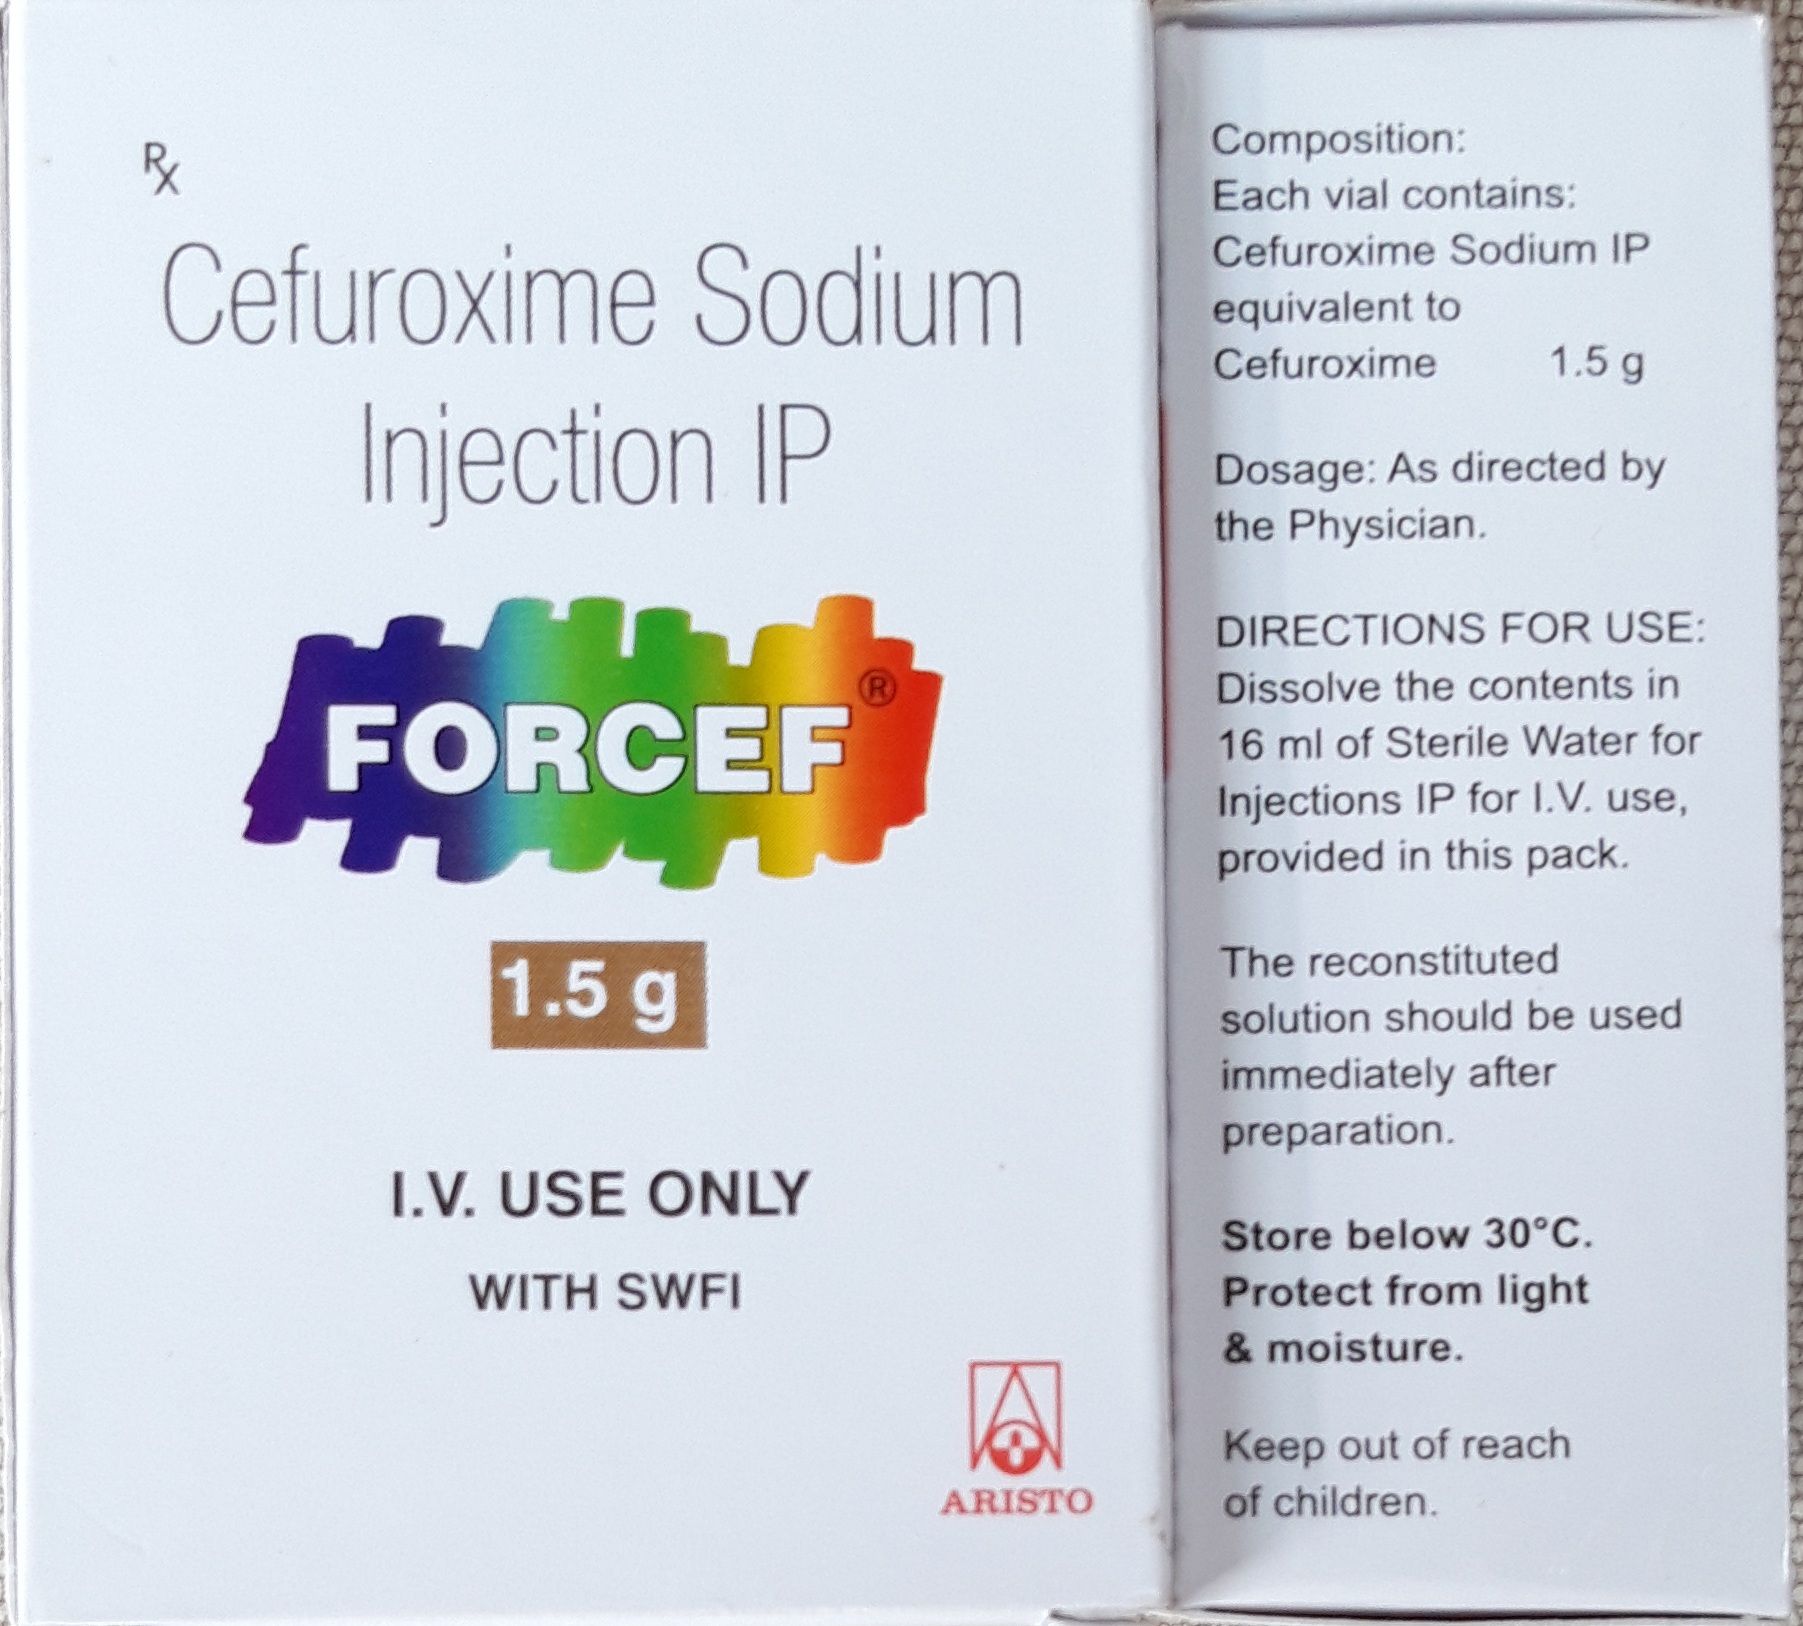 Rx
Cefuroxime Sodium
Injection IP
FORCEF®
1.5 g
I.V. USE ONLY
WITH SWFI
ARISTO
Composition:
Each vial contains:
Cefuroxime Sodium IP
equivalent to
Cefuroxime 1.5 g
Dosage: As directed by
the Physician.
DIRECTIONS FOR USE:
Dissolve the contents in
16 ml of Sterile Water for
Injections IP for I.V. use,
provided in this pack.
The reconstituted
solution should be used
immediately after
preparation.
Store below 30°C.
Protect from light
& moisture.
Keep out of reach
of children.